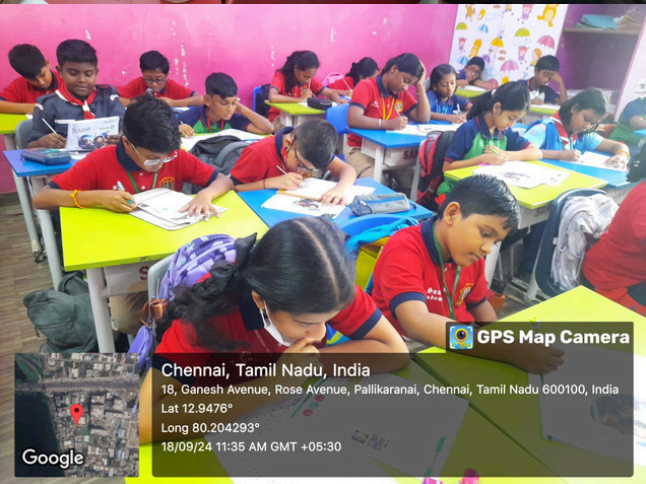 GPS Map Camera
Chennai, Tamil Nadu, India
18, Ganesh Avenue, Rose Avenue, Pallikaranai, Chennai, Tamil Nadu 600100, India
Lat 12.9476°
Long 80.204293°
18/09/24 11:35 AM GMT +05:30
Google